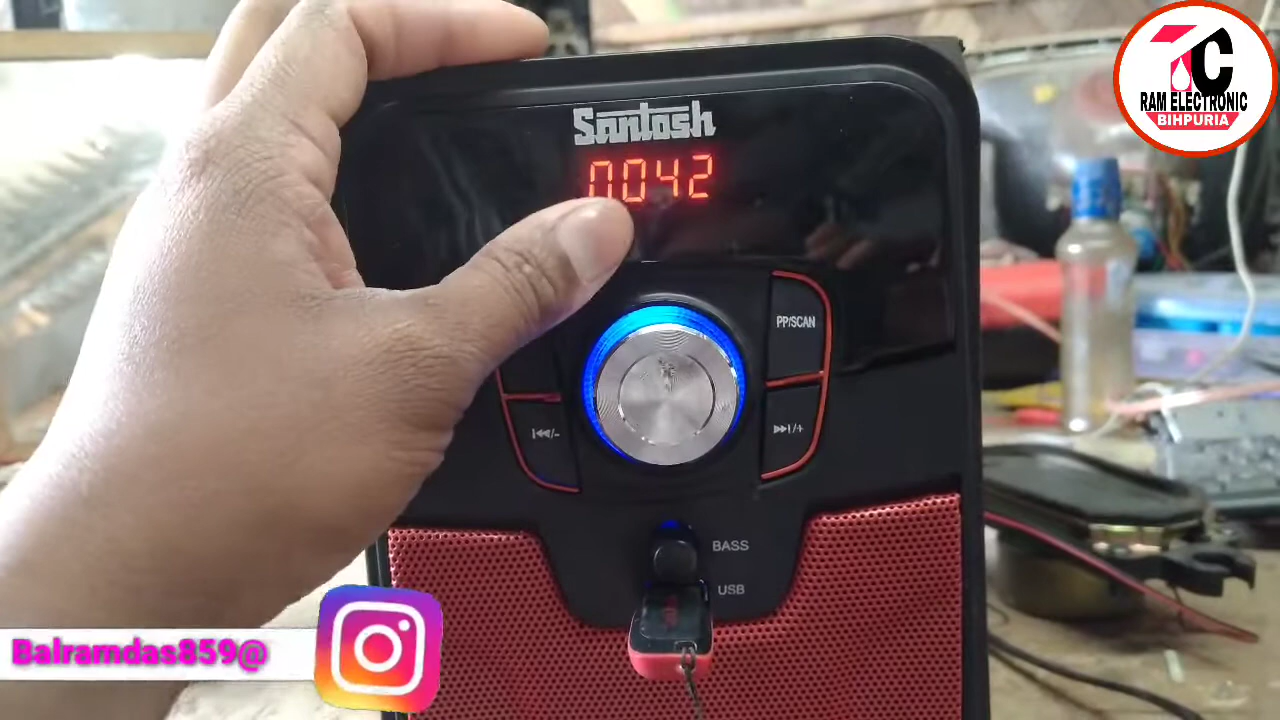 Santosh
0042
PP/SCAN
I◀◀/-
▶▶I/+
BASS
USB
TC
RAM ELECTRONIC
BIHPURIA
Balramdas859@